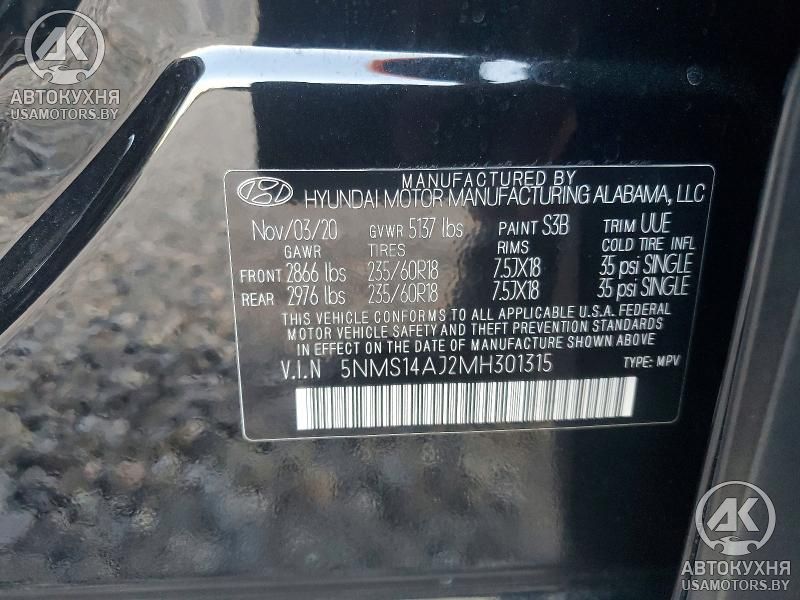 AK
АВТОКУХНЯ
USAMOTORS.BY
MANUFACTURED BY
HYUNDAI MOTOR MANUFACTURING ALABAMA, LLC
Nov/03/20 GVWR 5137 lbs PAINT S3B TRIM UUE
GAWR TIRES RIMS COLD TIRE INFL
FRONT 2866 lbs 235/60R18 7.5JX18 35 psi SINGLE
REAR 2976 lbs 235/60R18 7.5JX18 35 psi SINGLE
THIS VEHICLE CONFORMS TO ALL APPLICABLE U.S.A. FEDERAL
MOTOR VEHICLE SAFETY AND THEFT PREVENTION STANDARDS
IN EFFECT ON THE DATE OF MANUFACTURE SHOWN ABOVE
V.I.N 5NMS14AJ2MH301315 TYPE: MPV
AK
АВТОКУХНЯ
USAMOTORS.BY